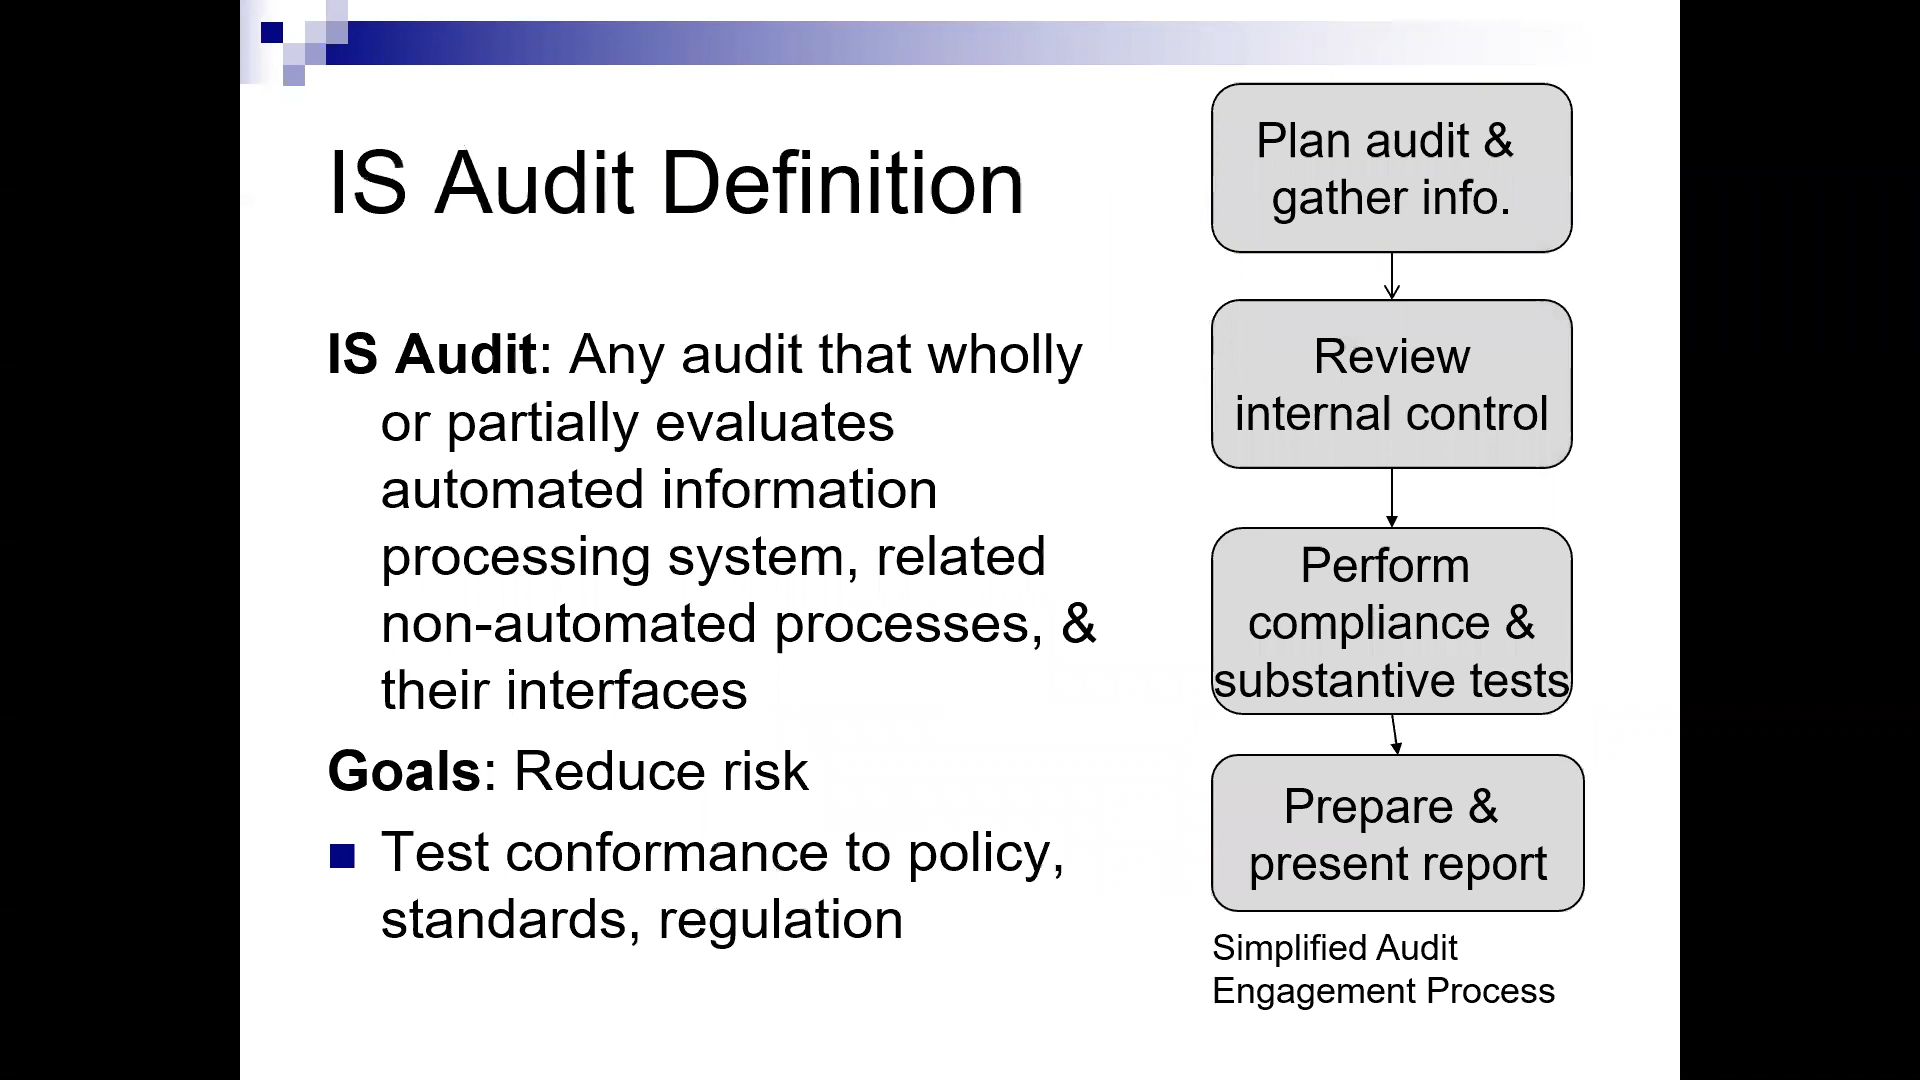 IS Audit Definition
IS Audit: Any audit that wholly
or partially evaluates
automated information
processing system, related
non-automated processes, &
their interfaces
Goals: Reduce risk
Test conformance to policy,
standards, regulation
Plan audit &
gather info.
Review
internal control
Perform
compliance &
substantive tests
Prepare &
present report
Simplified Audit
Engagement Process